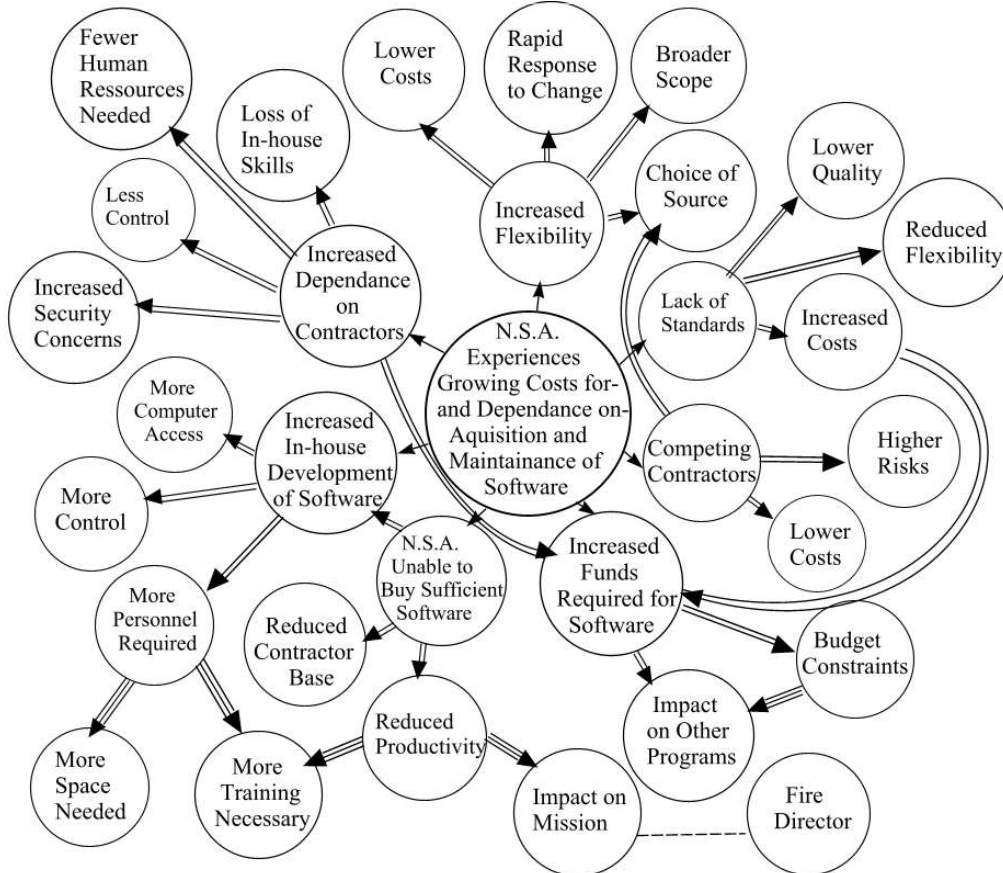 Fewer
Human
Ressources
Needed
Lower
Costs
Rapid
Response
to Change
Broader
Scope
Loss of
In-house
Skills
Lower
Quality
Less
Control
Increased
Flexibility
Choice of
Source
Reduced
Flexibility
Increased
Security
Concerns
Increased
Dependance
on
Contractors
N.S.A.
Experiences
Growing Costs for-
and Dependance on-
Aquisition and
Maintainance of
Software
Lack of
Standards
Increased
Costs
More
Computer
Access
Increased
In-house
Development
of Software
Competing
Contractors
Higher
Risks
More
Control
N.S.A.
Unable to
Buy Sufficient
Software
Increased
Funds
Required for
Software
Lower
Costs
More
Personnel
Required
Reduced
Contractor
Base
Budget
Constraints
More
Space
Needed
More
Training
Necessary
Reduced
Productivity
Impact
on Other
Programs
Impact on
Mission
Fire
Director